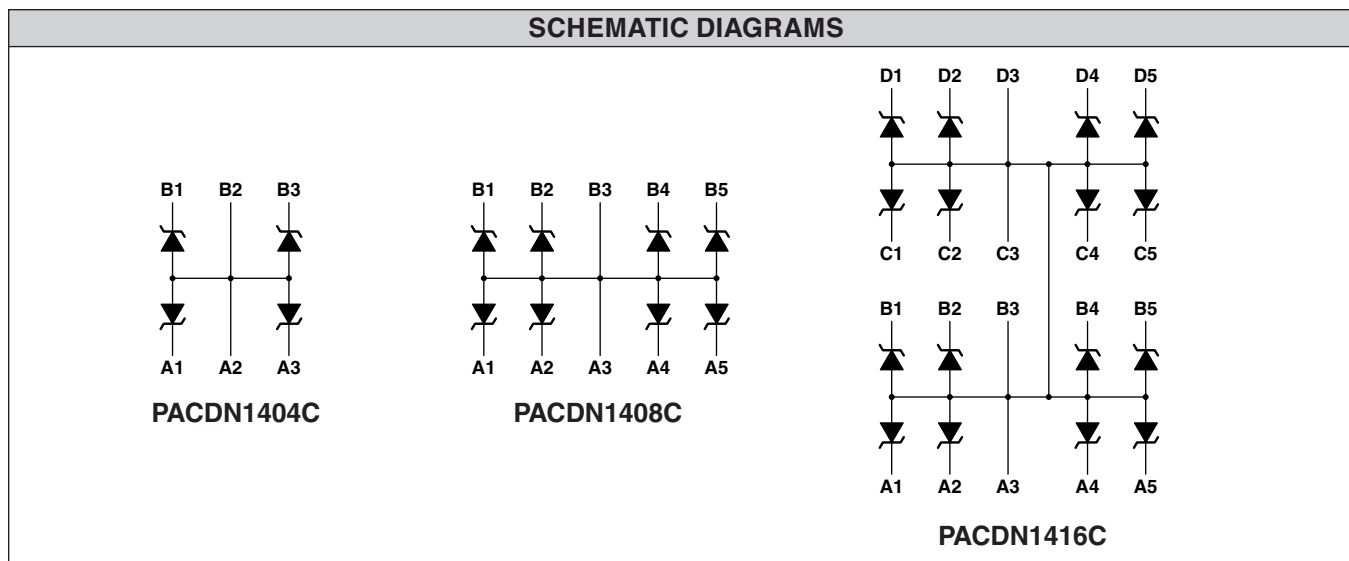 SCHEMATIC DIAGRAMS
D1 D2 D3 D4 D5
C1 C2 C3 C4 C5
B1 B2 B3
B1 B2 B3 B4 B5
B1 B2 B3 B4 B5
A1 A2 A3
A1 A2 A3 A4 A5
PACDN1404C
PACDN1408C
A1 A2 A3 A4 A5
PACDN1416C